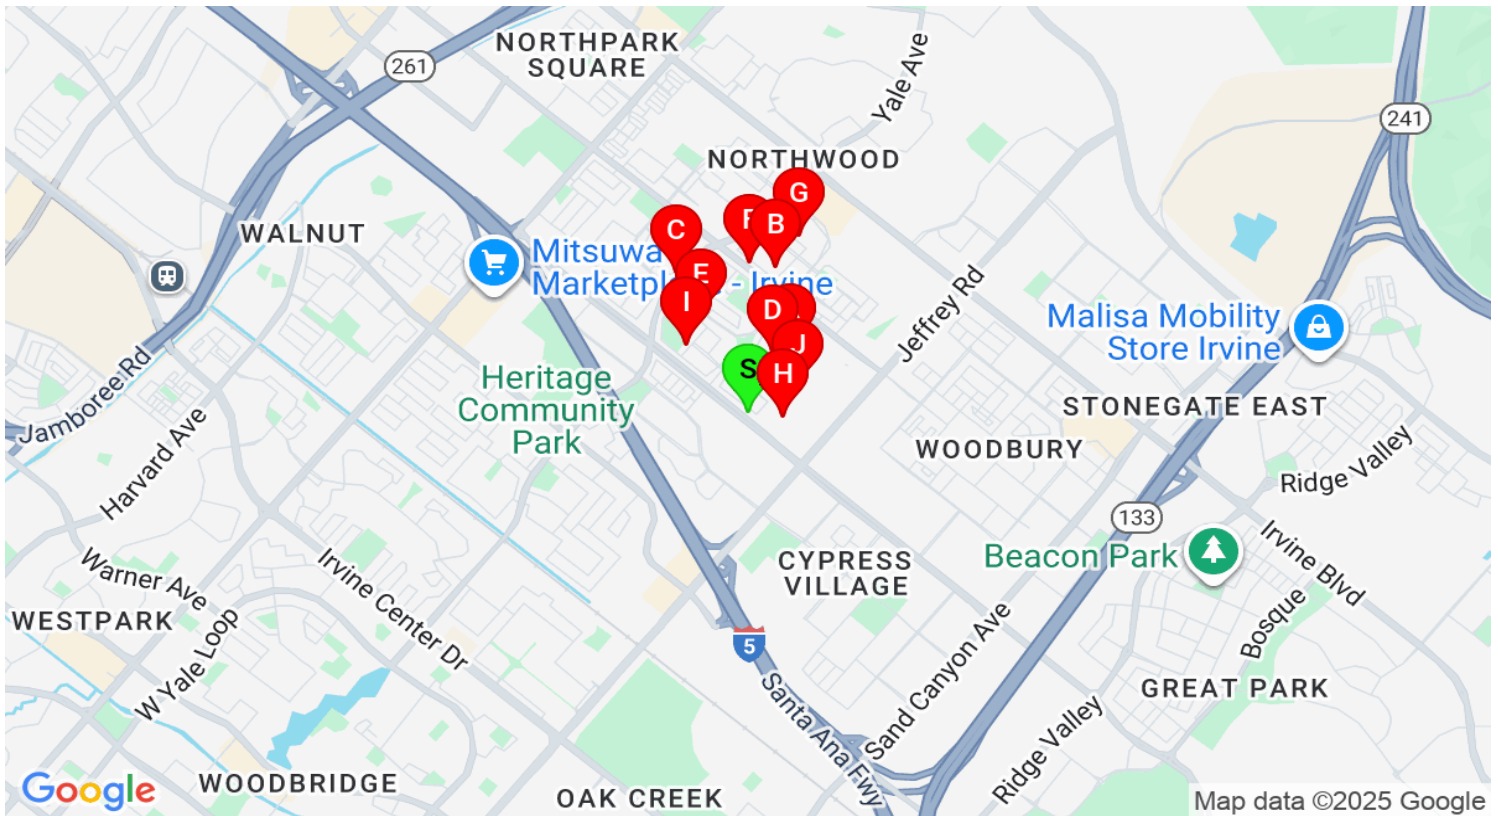 NORTHPARK
SQUARE
261
Yale Ave
241
NORTHWOOD
G
B
C
WALNUT
Mitsuwa
Marketpl
- Irvine
E
I
D
J
S
H
Jeffrey Rd
Malisa Mobility
Store Irvine
Jamboree Rd
Heritage
Community
Park
STONEGATE EAST
Harvard Ave
WOODBURY
Ridge Valley
133
Irvine Blvd
Warner Ave
Irvine Center Dr
CYPRESS
VILLAGE
Beacon Park
WESTPARK
W Yale Loop
5
Santa Ana Fwy
Sand Canyon Ave
Bosque
GREAT PARK
Ridge Valley
WOODBRIDGE
OAK CREEK
Google
Map data ©2025 Google